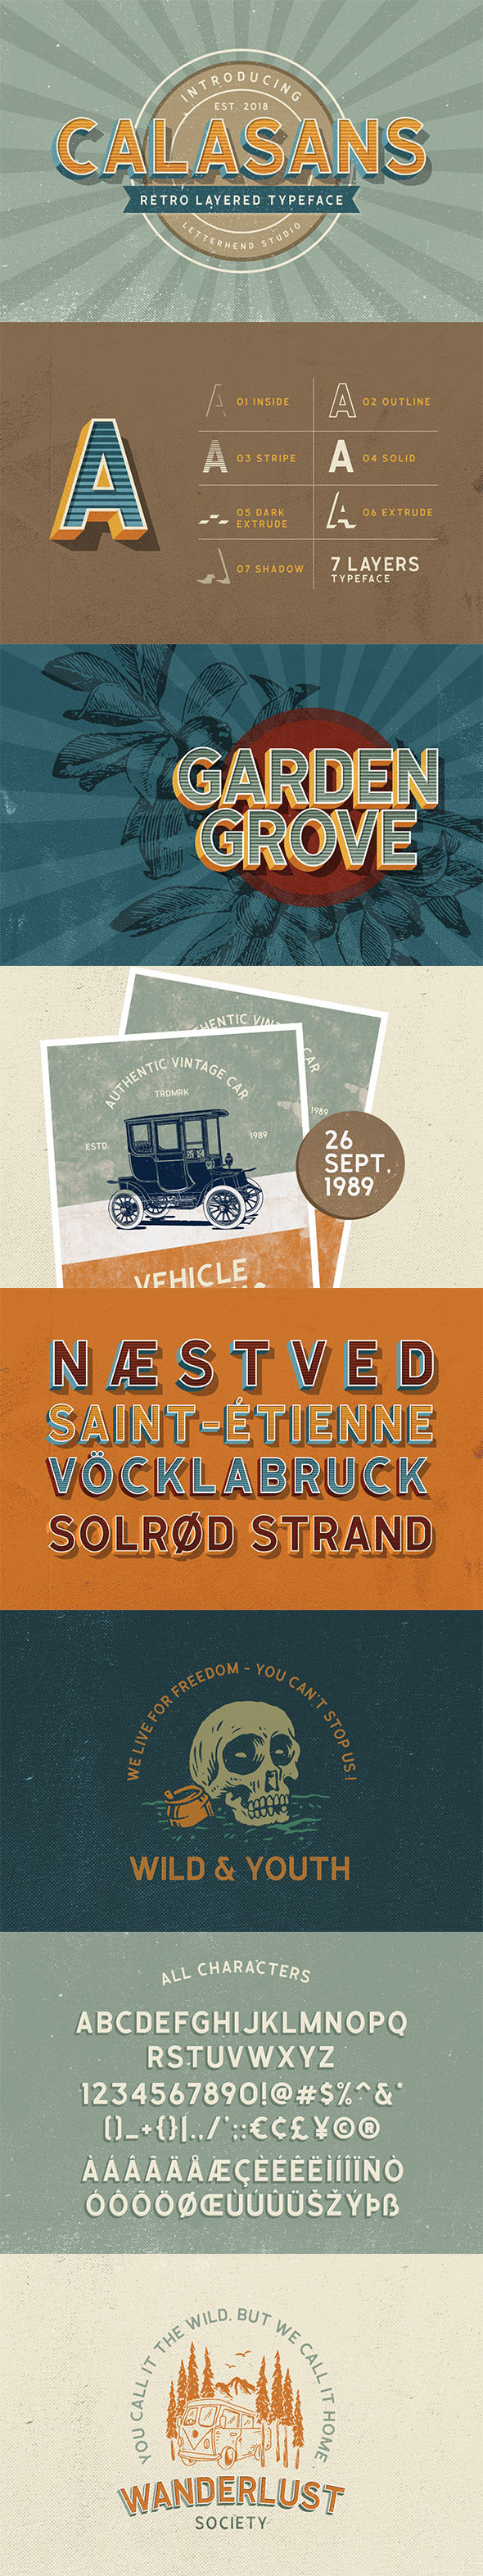 INTRODUCING
EST. 2018
CALASANS
RETRO LAYERED TYPEFACE
LETTERHEND STUDIO
A
A 01 INSIDE
A 02 OUTLINE
A 03 STRIPE
A 04 SOLID
05 DARK
EXTRUDE
A 06 EXTRUDE
07 SHADOW
7 LAYERS
TYPEFACE
GARDEN
GROVE
AUTHENTIC VINTAGE CAR
TRDMRK
ESTD
1989
1989
26
SEPT.
1989
VEHICLE
NÆSTVED
SAINT-ÉTIENNE
VÖCKLABRUCK
SOLRØD STRAND
WE LIVE FOR FREEDOM - YOU CAN'T STOP US!
WILD & YOUTH
ALL CHARACTERS
ABCDEFGHIJKLMNOPQ
RSTUVWXYZ
1234567890!@#$%^&*
()_+{}|.,/':;€¢£¥©®
ÀÁÂÃÄÅÆÇÈÉÊËÌÍÎÏÑÒ
ÓÔÕÖØŒÙÚÛÜŠŽÝÞß
YOU CALL IT THE WILD. BUT WE CALL IT HOME.
WANDERLUST
SOCIETY